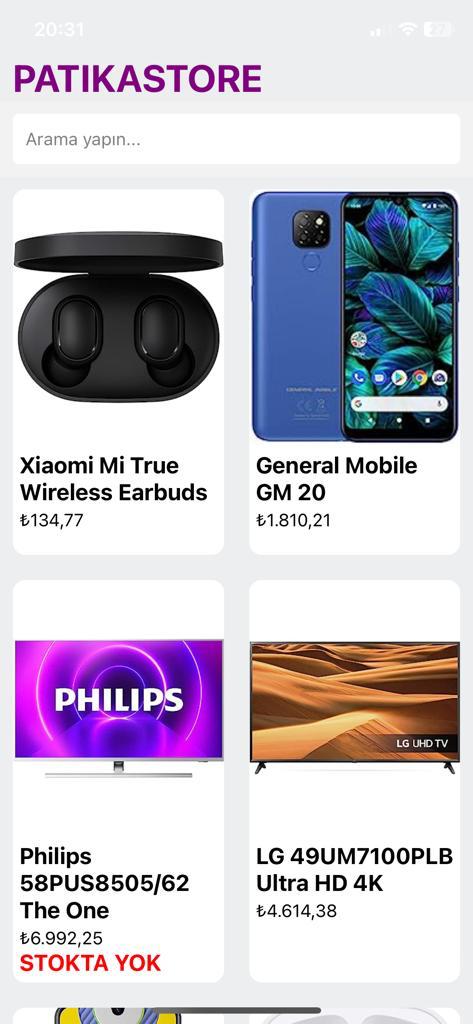 20:31
27
PATIKASTORE
Arama yapın...
Xiaomi Mi True
Wireless Earbuds
₺134,77
GENERAL MOBILE
General Mobile
GM 20
₺1.810,21
PHILIPS
Philips
58PUS8505/62
The One
₺6.992,25
STOKTA YOK
LG UHD TV
LG 49UM7100PLB
Ultra HD 4K
₺4.614,38